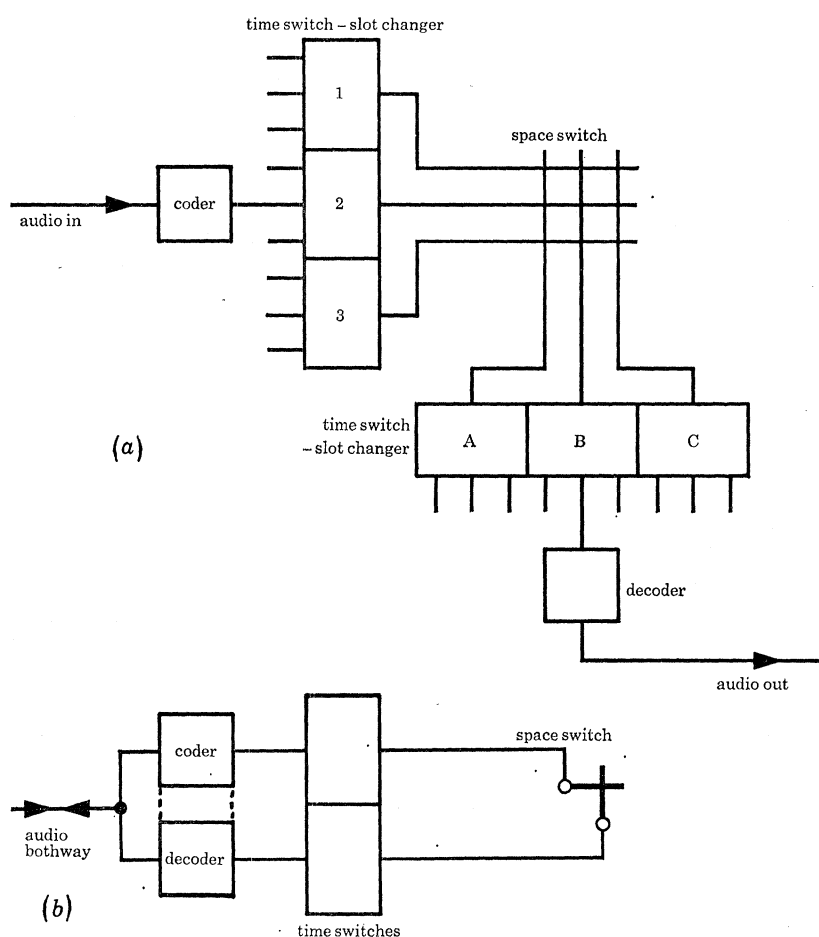 time switch – slot changer
1
space switch
coder
2
audio in
3
time switch
– slot changer
A
B
C
(a)
decoder
audio out
coder
space switch
audio
bothway
decoder
(b)
time switches